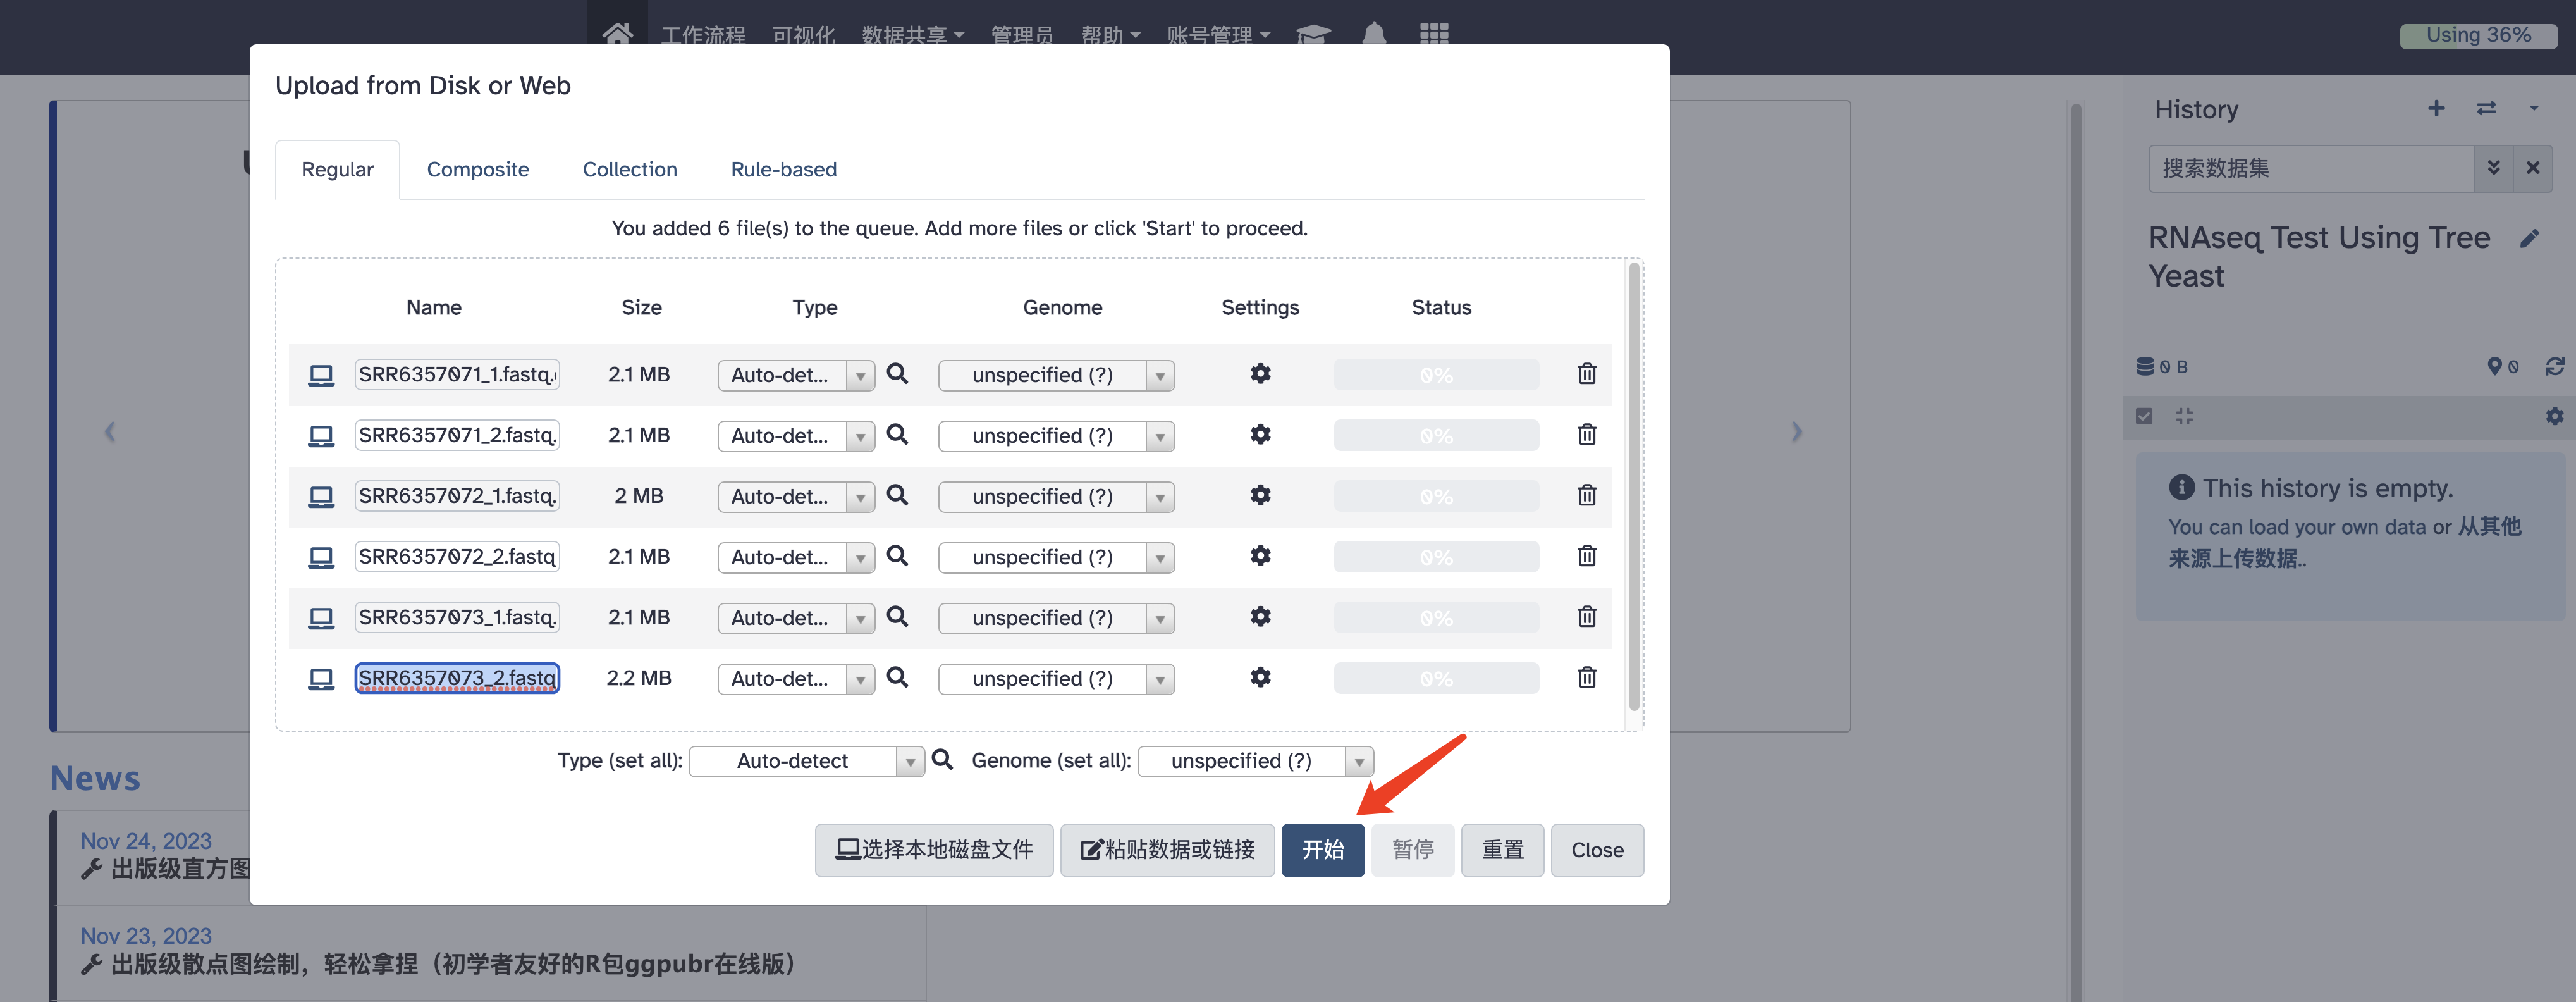 工作流程 可视化 数据共享 管理员 帮助 账号管理
Using 36%
Upload from Disk or Web
Regular Composite Collection Rule-based
You added 6 file(s) to the queue. Add more files or click 'Start' to proceed.
Name Size Type Genome Settings Status
SRR6357071_1.fastq. 2.1 MB Auto-det... unspecified (?) 0%
SRR6357071_2.fastq. 2.1 MB Auto-det... unspecified (?) 0%
SRR6357072_1.fastq. 2 MB Auto-det... unspecified (?) 0%
SRR6357072_2.fastq 2.1 MB Auto-det... unspecified (?) 0%
SRR6357073_1.fastq. 2.1 MB Auto-det... unspecified (?) 0%
SRR6357073_2.fastq 2.2 MB Auto-det... unspecified (?) 0%
Type (set all): Auto-detect Genome (set all): unspecified (?)
选择本地磁盘文件 粘贴数据或链接 开始 暂停 重置 Close
News
Nov 24, 2023
出版级直方图
Nov 23, 2023
出版级散点图绘制，轻松拿捏（初学者友好的R包ggpubr在线版）
History
搜索数据集
RNAseq Test Using Tree
Yeast
0 B 0
This history is empty.
You can load your own data or 从其他
来源上传数据..